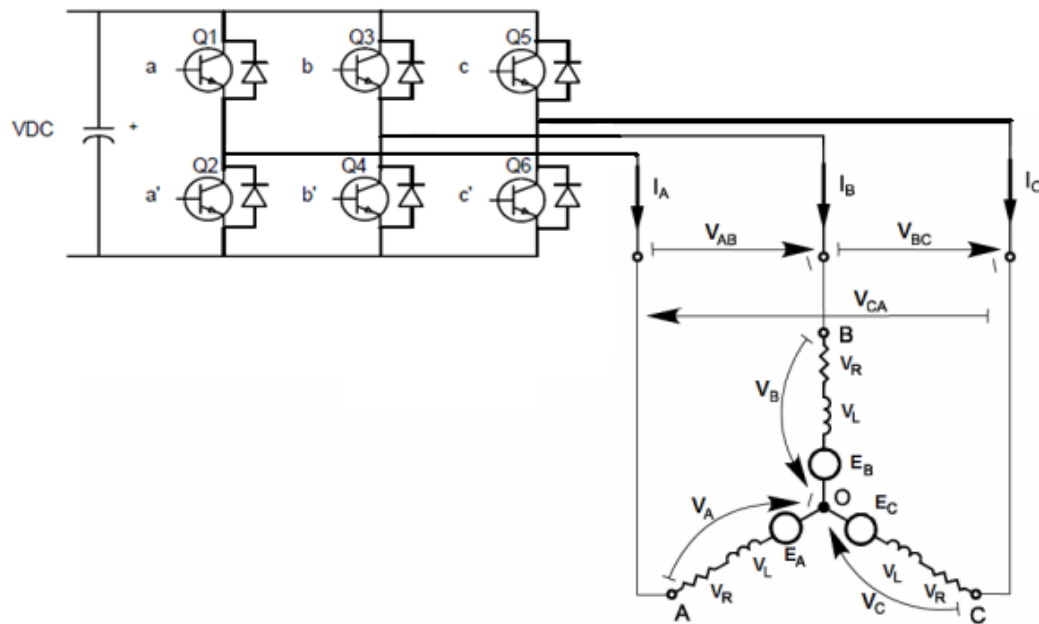 Q1 Q3 Q5
a b c
VDC +
Q2 Q4 Q6
a' b' c'
I_A I_B I_C
V_AB V_BC
V_CA
B
V_R
V_B
V_L
E_B
O
V_A E_C
E_A
V_L V_L
V_R V_R
V_C
A C